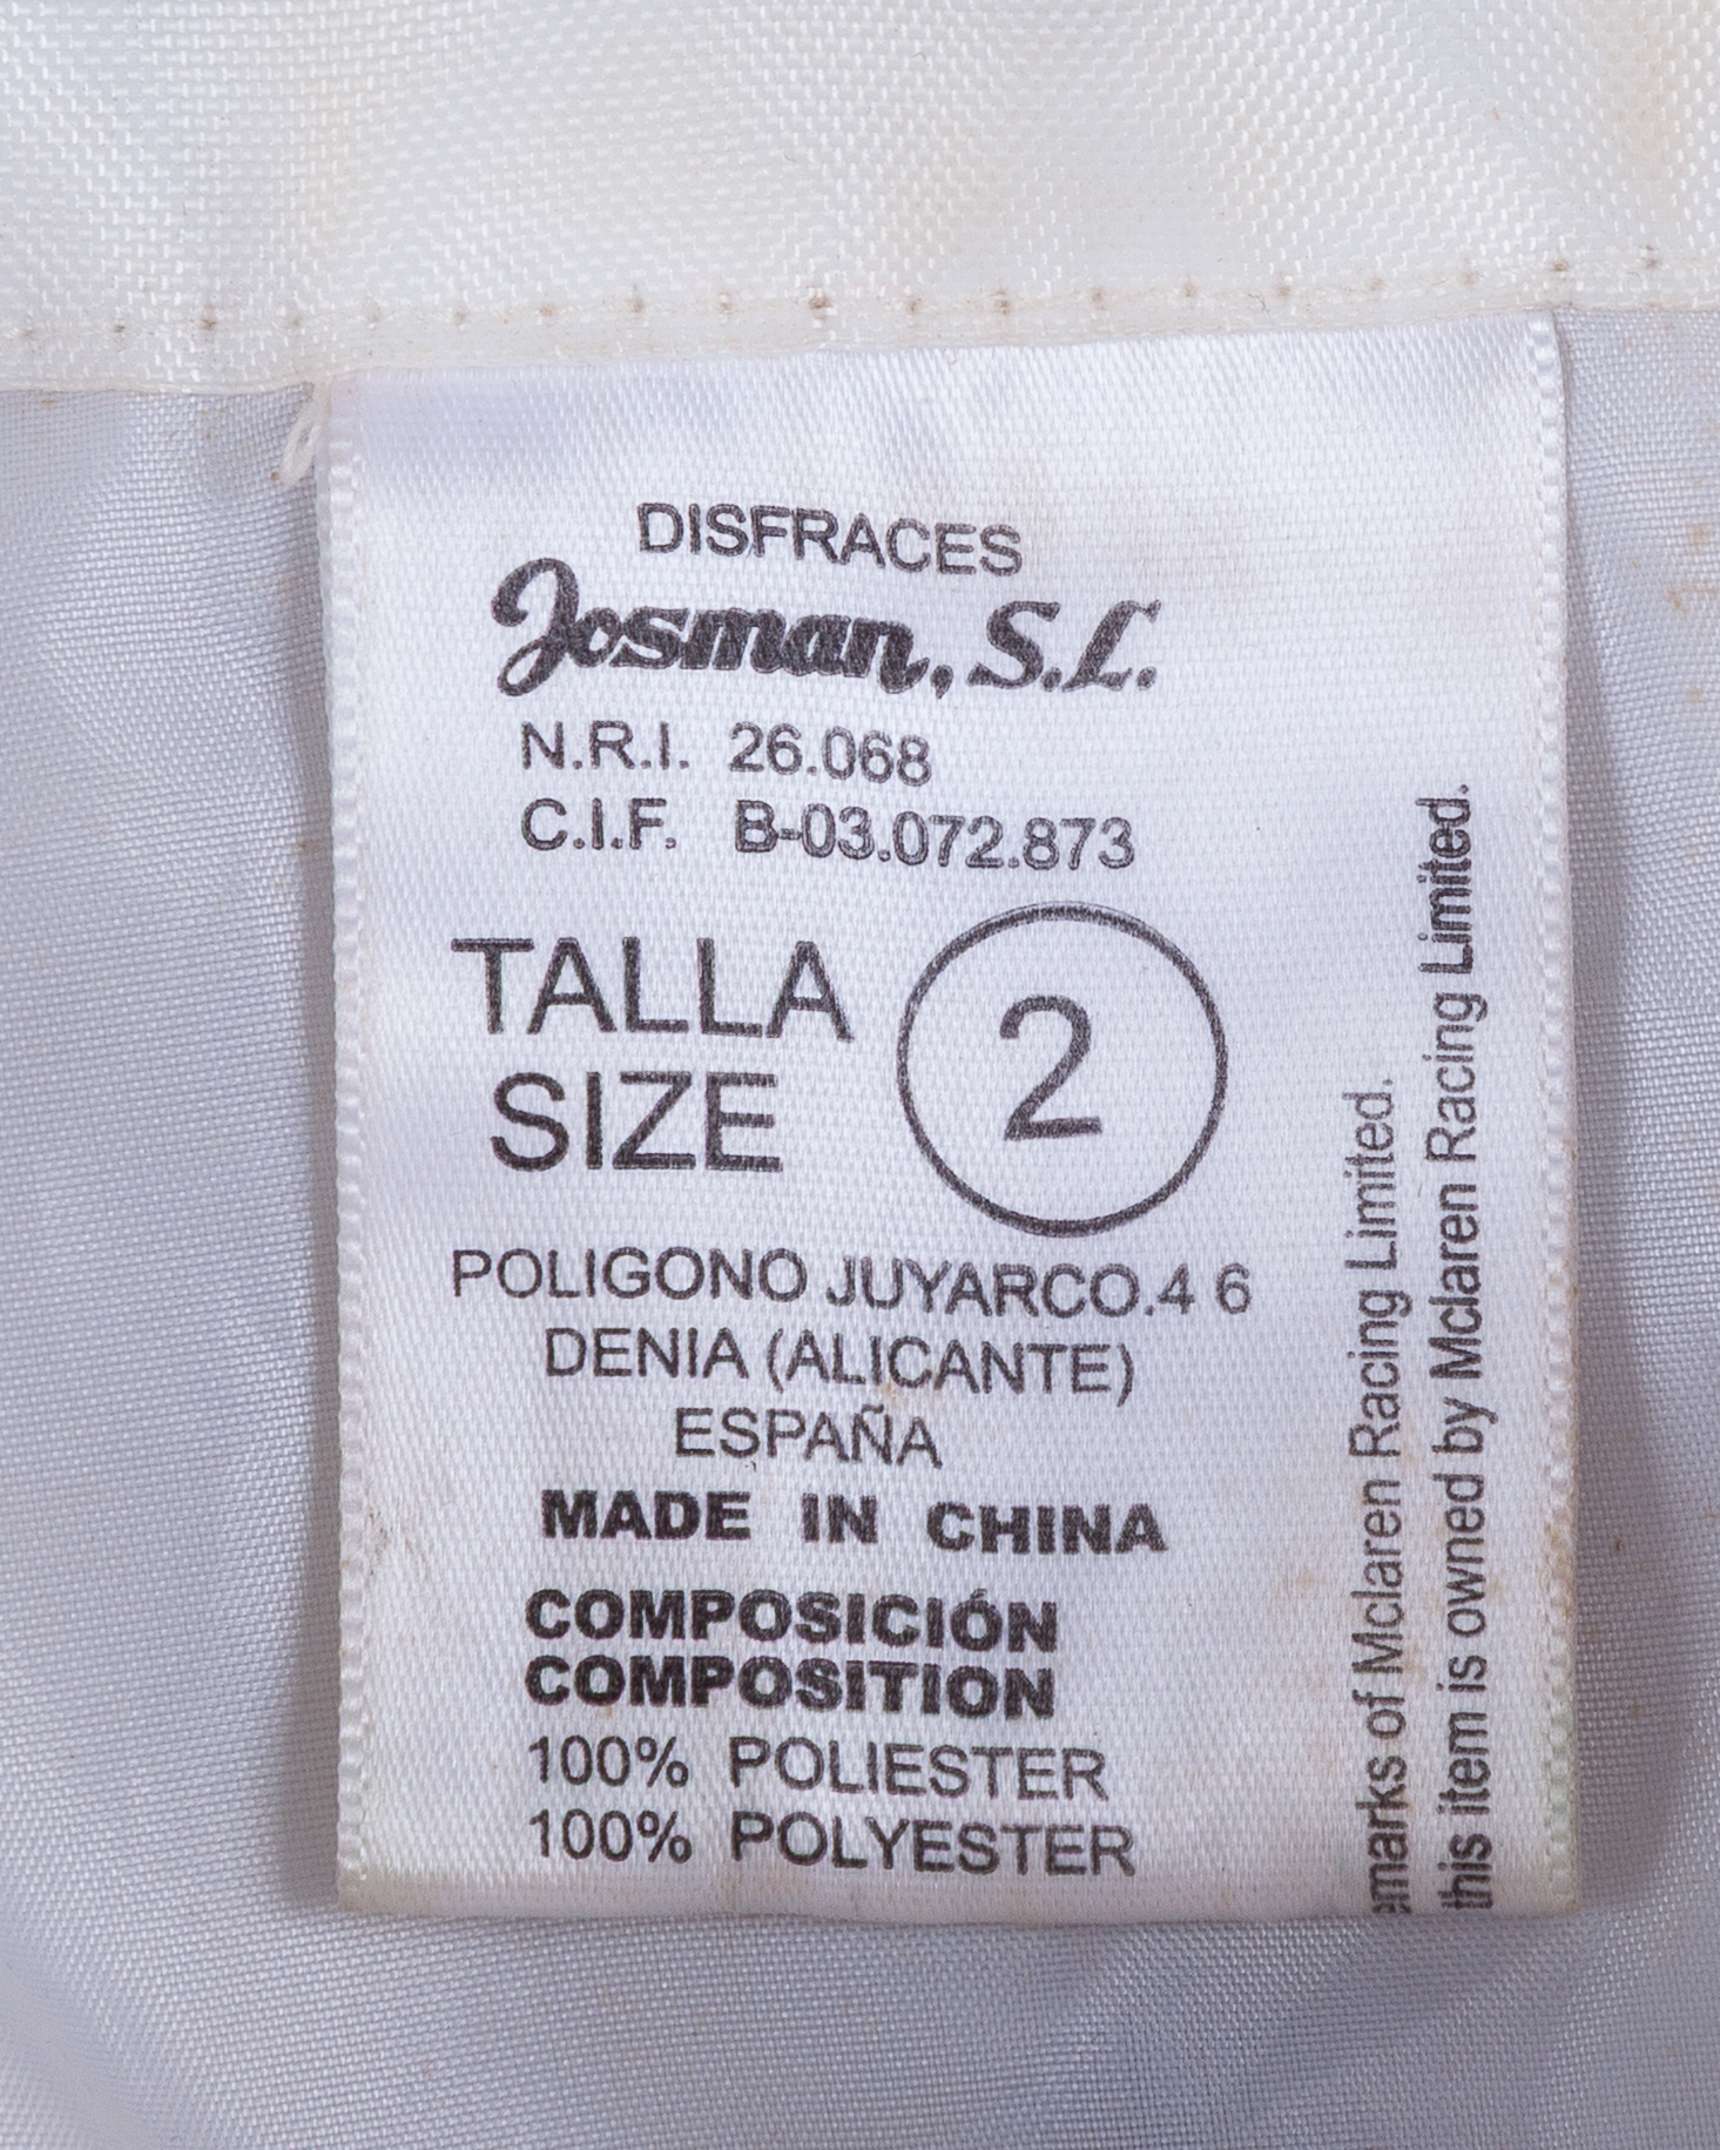 DISFRACES
Josman, S.L.
N.R.I. 26.068
C.I.F. B-03.072.873
TALLA
SIZE
2
POLIGONO JUYARCO.4 6
DENIA (ALICANTE)
ESPAÑA
MADE IN CHINA
COMPOSICIÓN
COMPOSITION
100% POLIESTER
100% POLYESTER
emarks of Mclaren Racing Limited.
this item is owned by Mclaren Racing Limited.